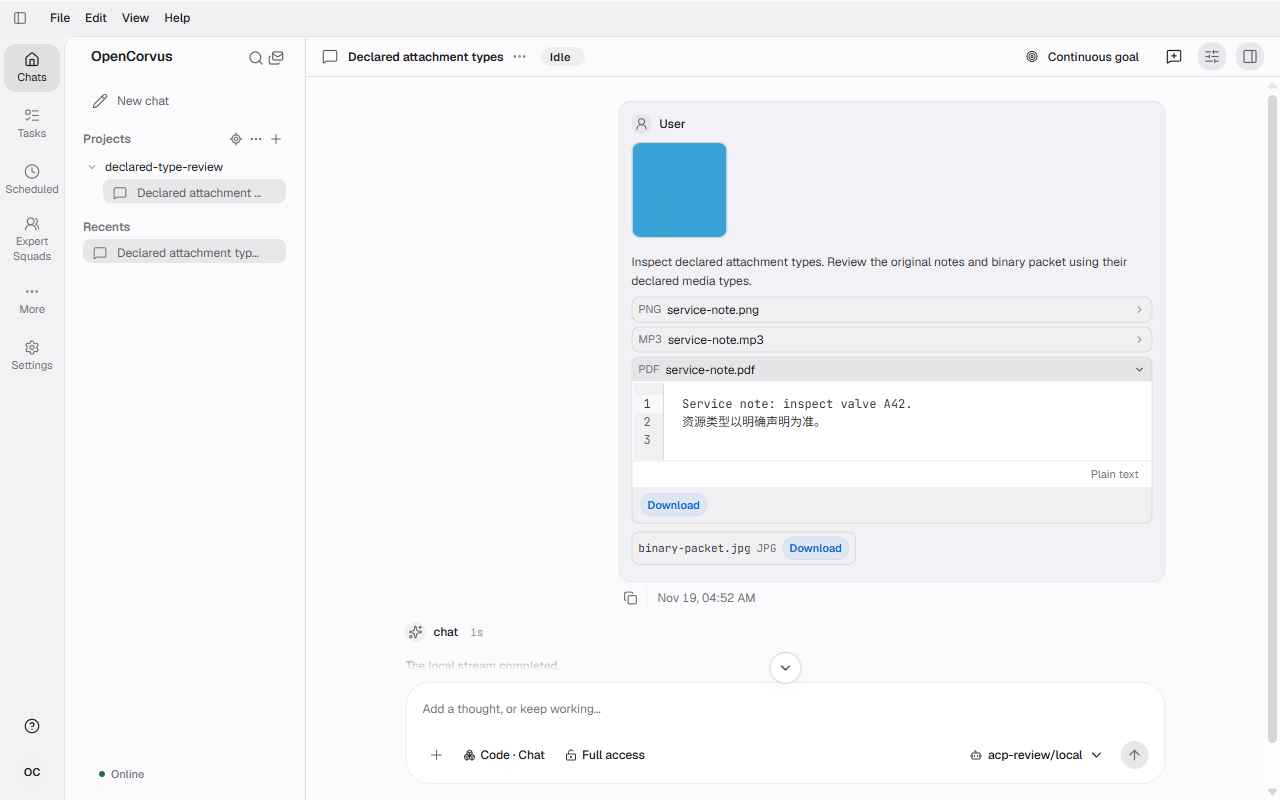 File Edit View Help
Chats
Tasks
Scheduled
Expert
Squads
More
Settings
OC
OpenCorvus
New chat
Projects
declared-type-review
Declared attachment ...
Recents
Declared attachment typ...
Online
Declared attachment types ··· Idle
Continuous goal
User
Inspect declared attachment types. Review the original notes and binary packet using their
declared media types.
PNG service-note.png
MP3 service-note.mp3
PDF service-note.pdf
1 Service note: inspect valve A42.
2 资源类型以明确声明为准。
3
Plain text
Download
binary-packet.jpg JPG Download
Nov 19, 04:52 AM
chat 1s
The local stream completed
Add a thought, or keep working...
Code · Chat Full access acp-review/local